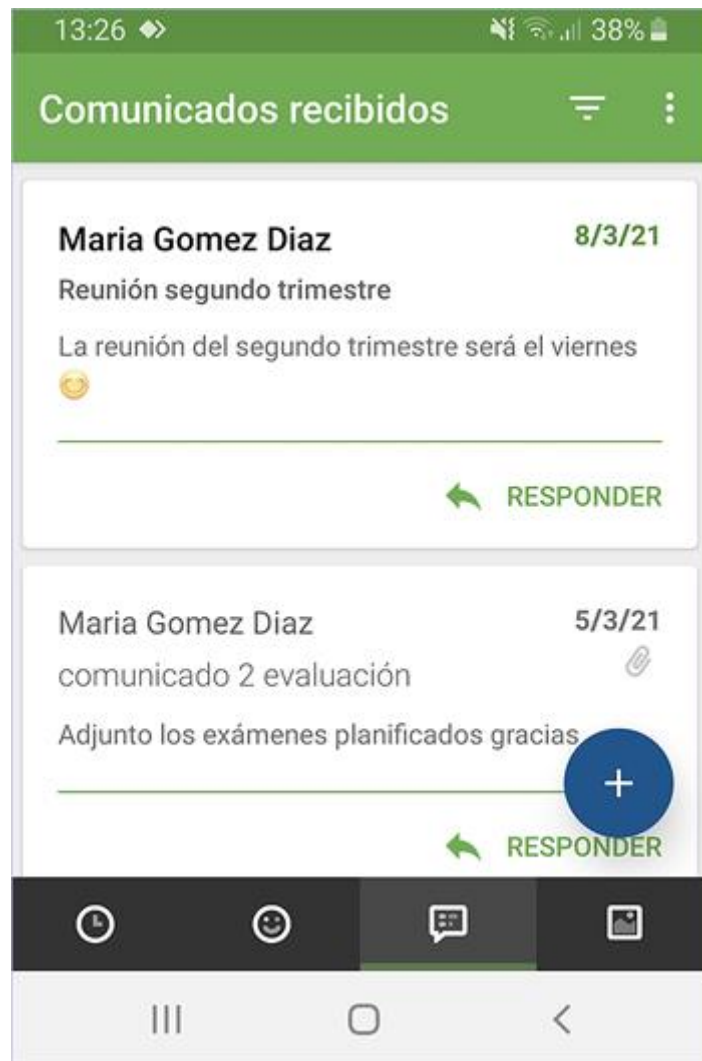 13:26 38%
Comunicados recibidos
Maria Gomez Diaz 8/3/21
Reunión segundo trimestre
La reunión del segundo trimestre será el viernes
😊
RESPONDER
Maria Gomez Diaz 5/3/21
comunicado 2 evaluación
Adjunto los exámenes planificados gracias
RESPONDER